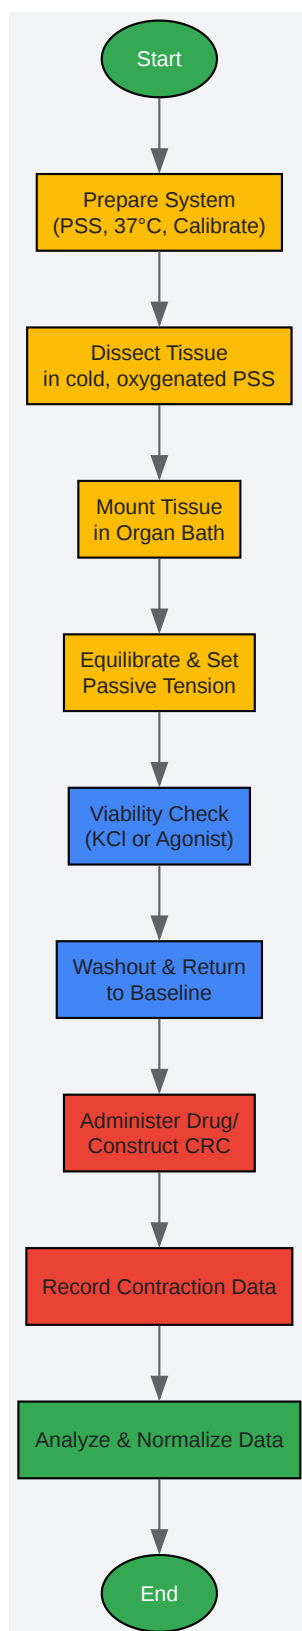 Start
Prepare System
(PSS, 37°C, Calibrate)
Dissect Tissue
in cold, oxygenated PSS
Mount Tissue
in Organ Bath
Equilibrate & Set
Passive Tension
Viability Check
(KCl or Agonist)
Washout & Return
to Baseline
Administer Drug/
Construct CRC
Record Contraction Data
Analyze & Normalize Data
End